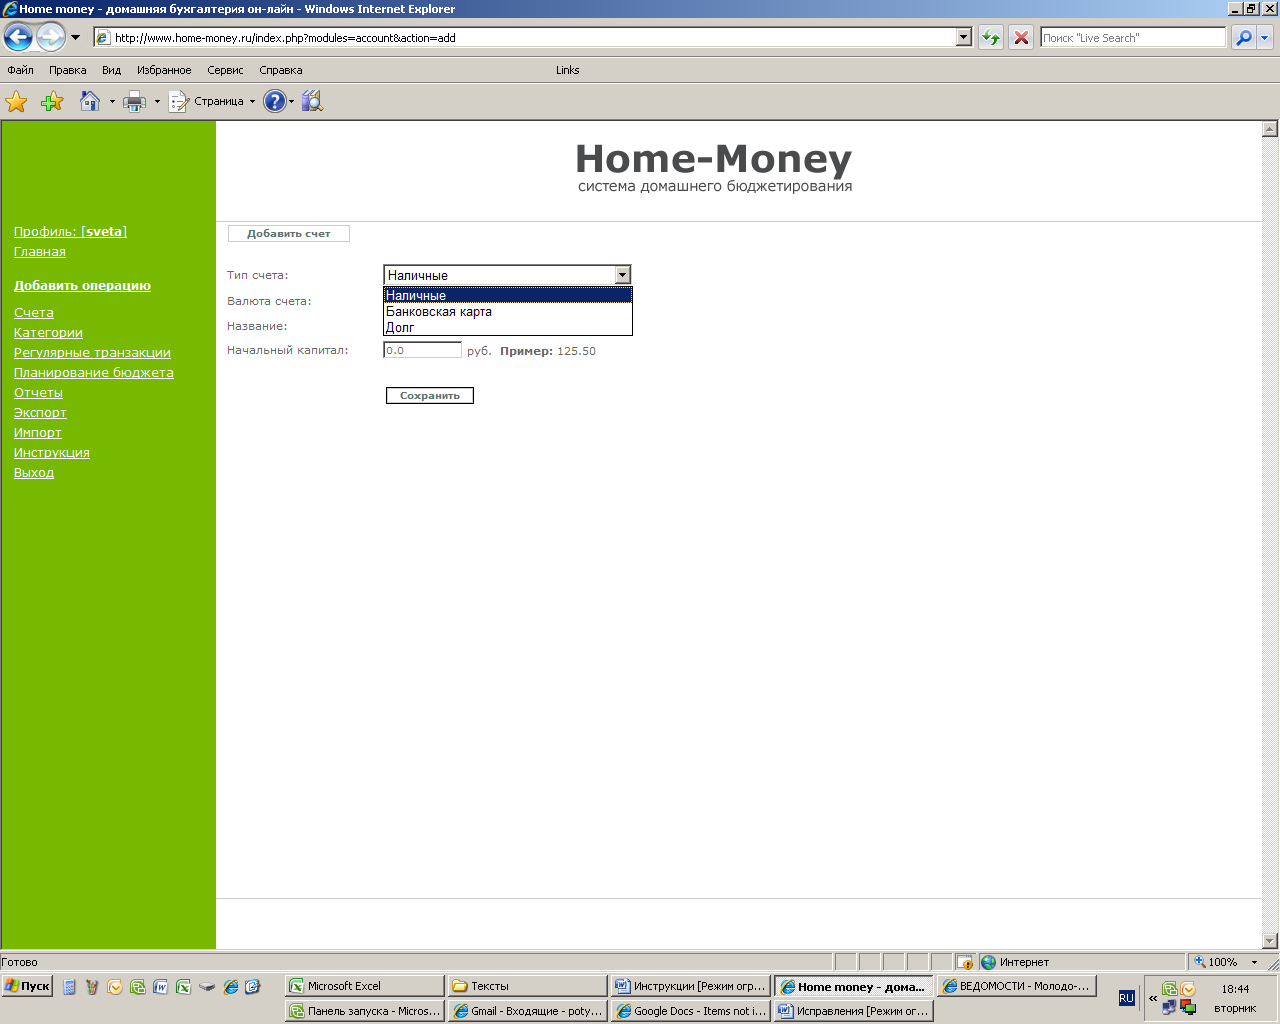 Home money - домашняя бухгалтерия он-лайн - Windows Internet Explorer
http://www.home-money.ru/index.php?modules=account&action=add
Поиск "Live Search"
Файл Правка Вид Избранное Сервис Справка Links
Страница
Home-Money
система домашнего бюджетирования
Профиль: [sveta]
Главная
Добавить операцию
Счета
Категории
Регулярные транзакции
Планирование бюджета
Отчеты
Экспорт
Импорт
Инструкция
Выход
Добавить счет
Тип счета: Наличные
Наличные
Валюта счета: Банковская карта
Название: Долг
Начальный капитал: 0.0 руб. Пример: 125.50
Сохранить
Готово Интернет 100%
Пуск Microsoft Excel Тексты Инструкции [Режим огр... Home money - дома... ВЕДОМОСТИ - Молодо-... RU 18:44
Панель запуска - Micros... Gmail - Входящие - poty... Google Docs - Items not i... Исправления [Режим ог... вторник